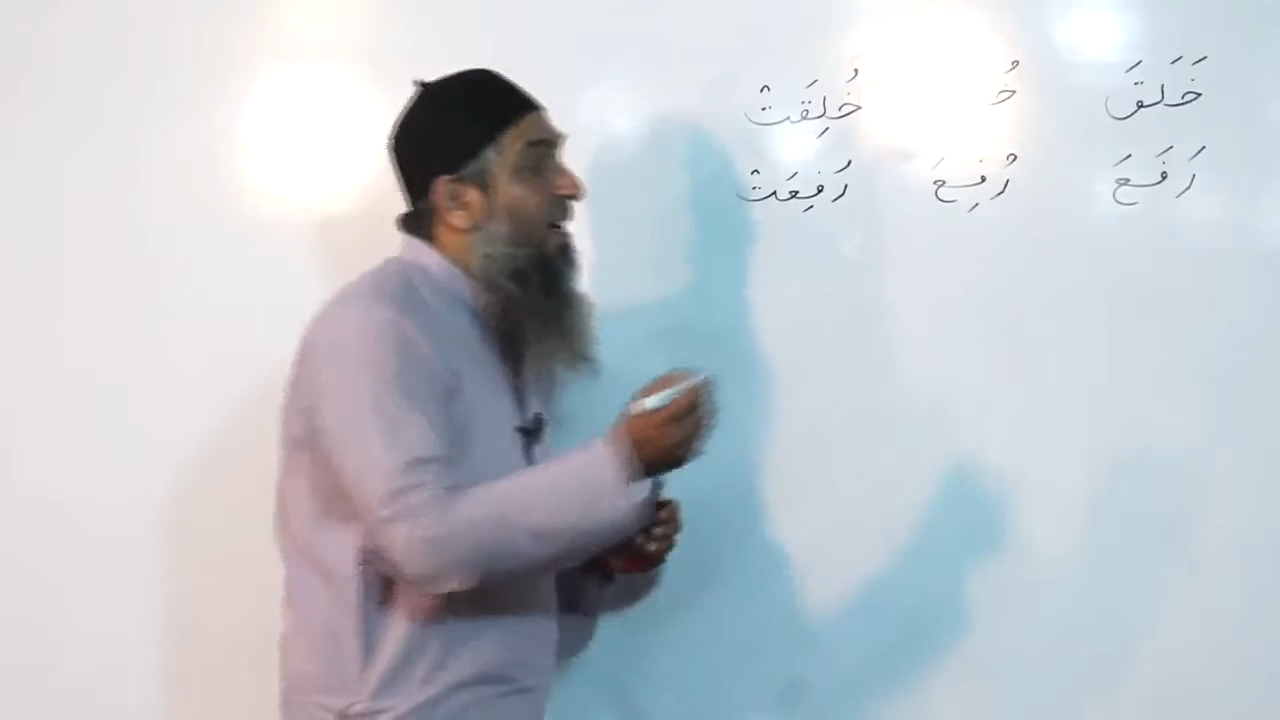 خَلَقَ خُ خُلِقَتْ
رَفَعَ رُفِعَ رُفِعَتْ